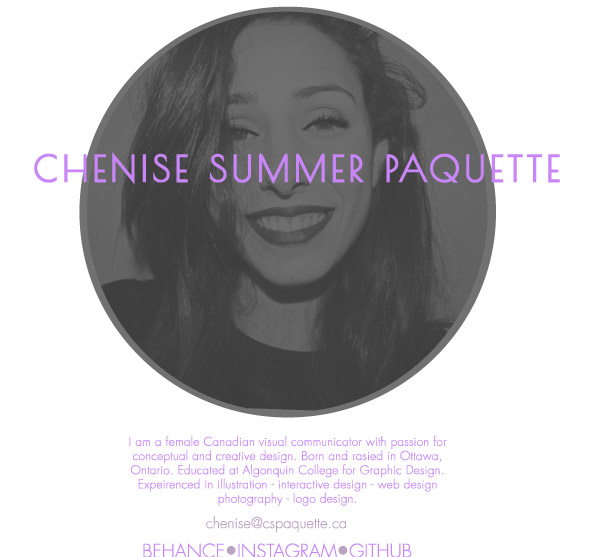 CHENISE SUMMER PAQUETTE
I am a female Canadian visual communicator with passion for
conceptual and creative design. Born and rasied in Ottawa,
Ontario. Educated at Algonquin College for Graphic Design.
Expeirenced in illustration - interactive design - web design
photography - logo design.
chenise@cspaquette.ca
BEHANCE●INSTAGRAM●GITHUB